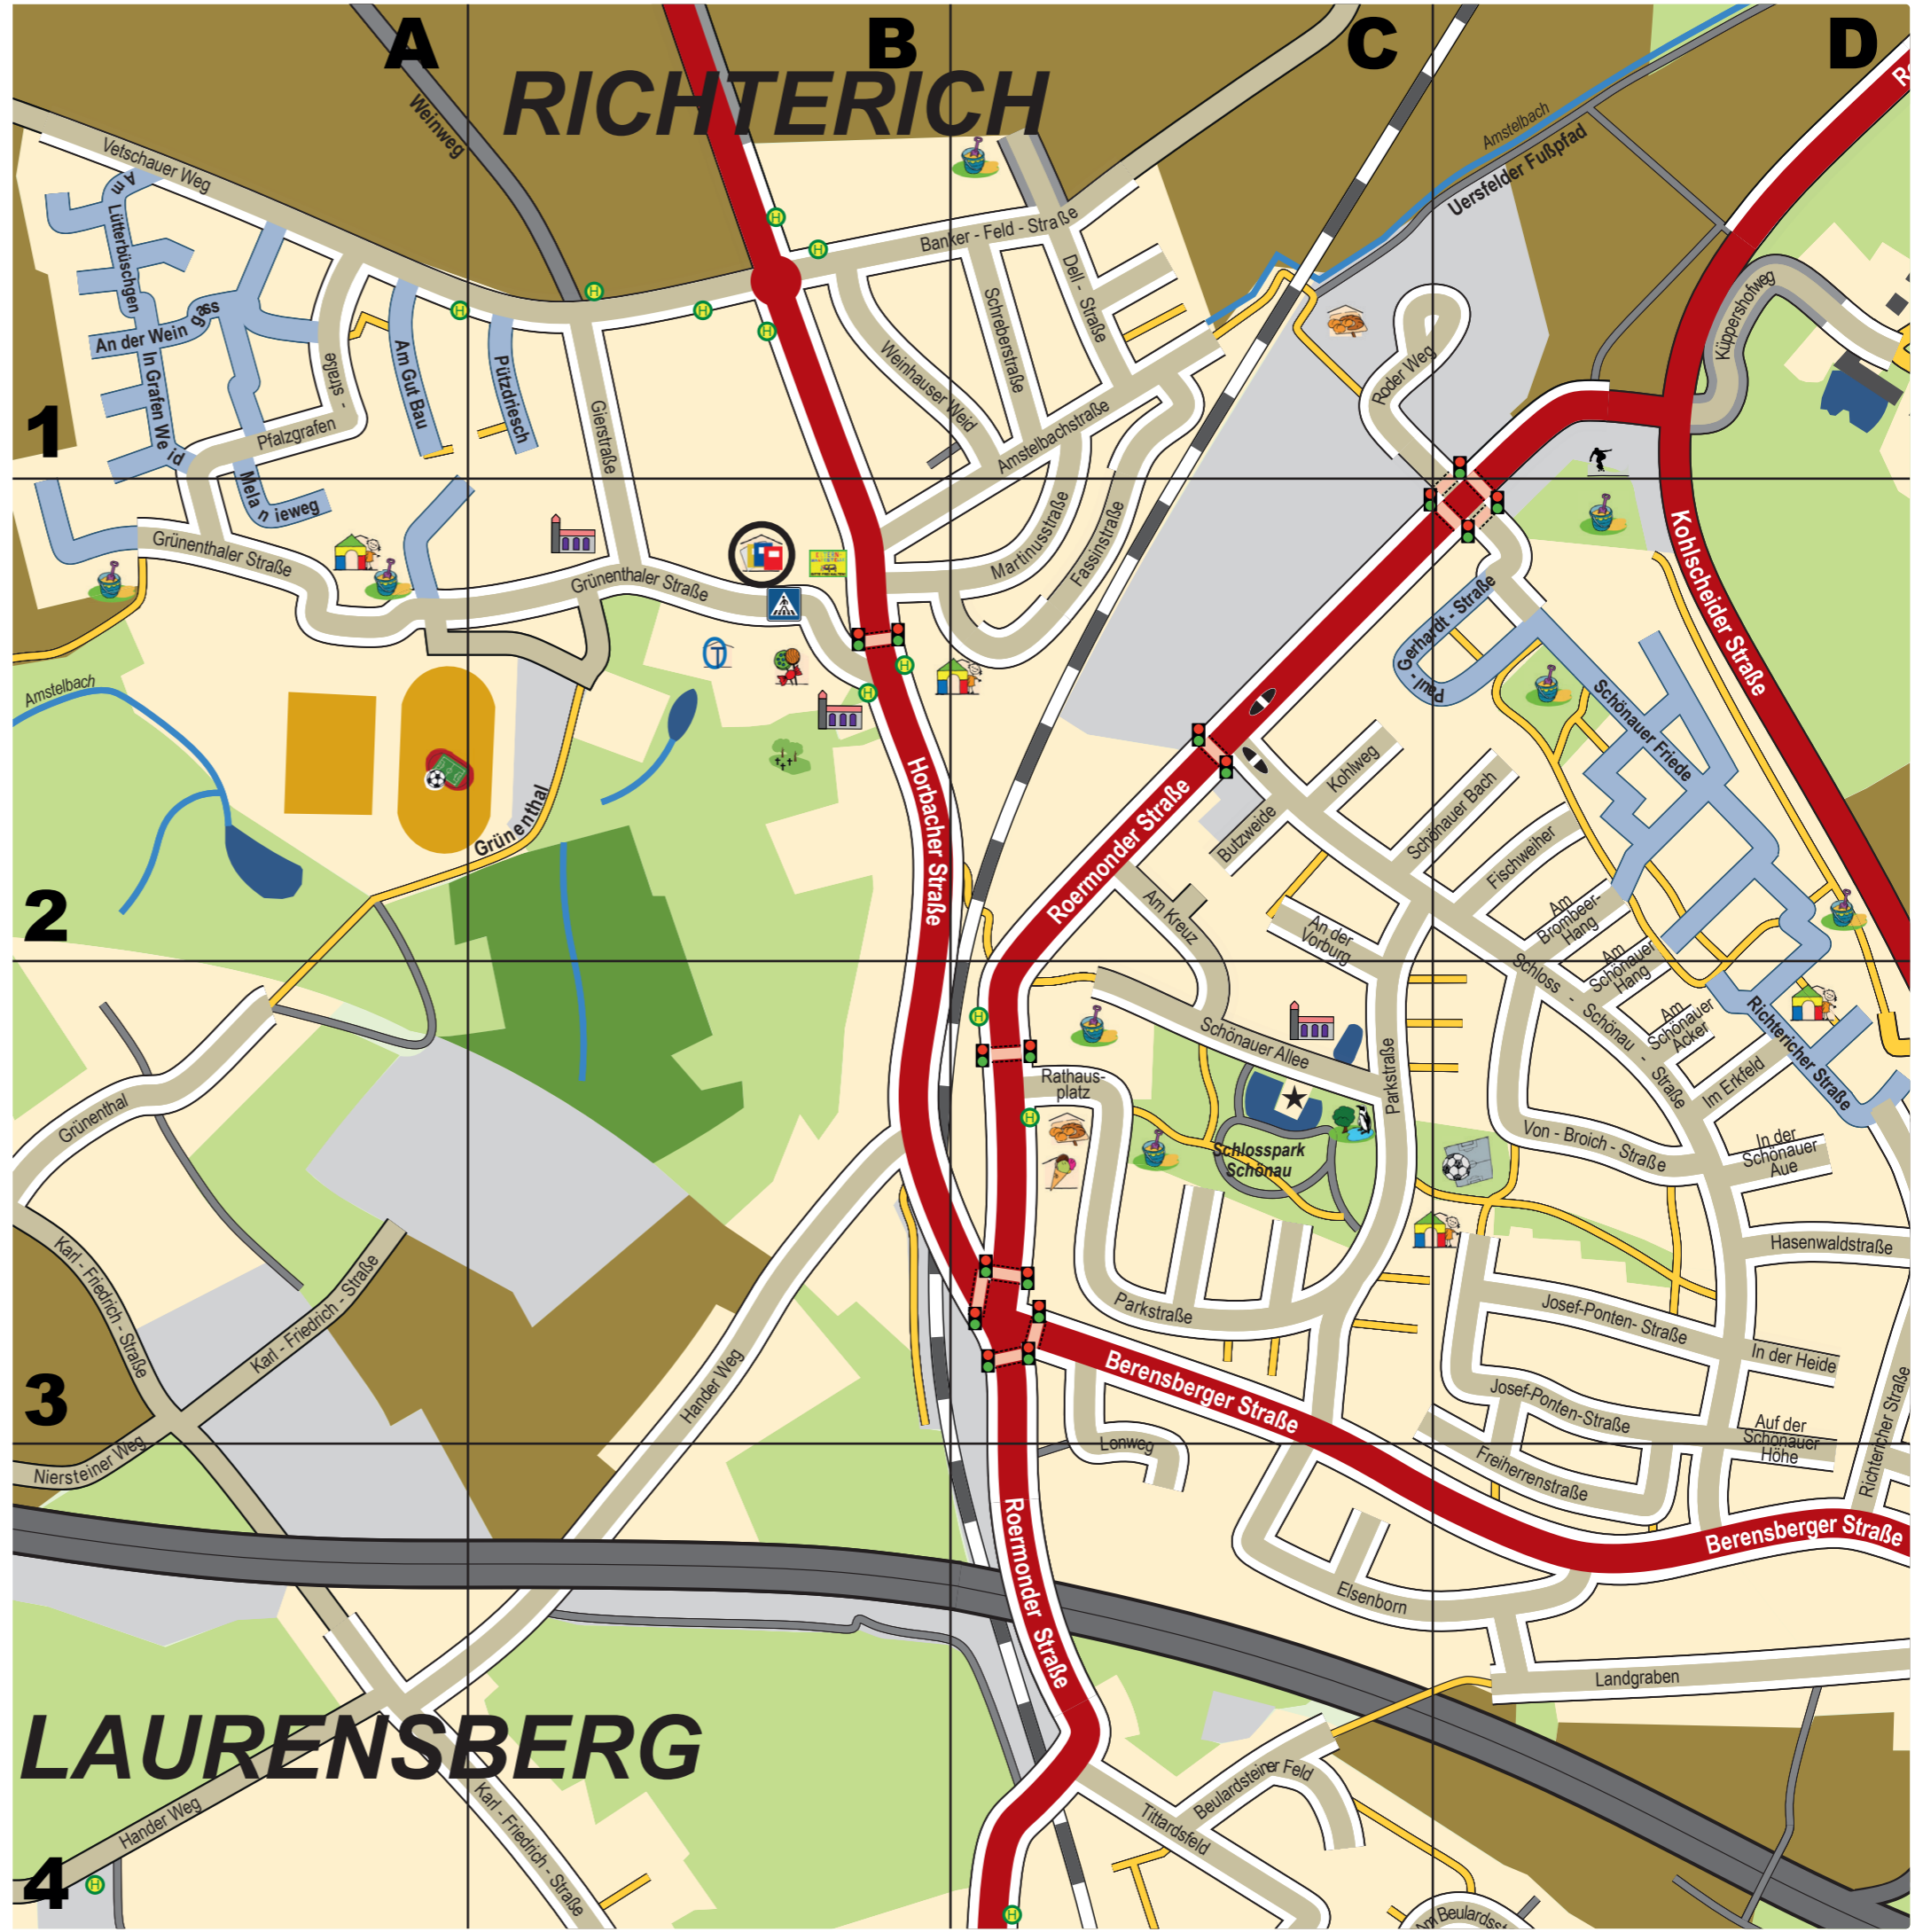 A
B
C
D
RICHTERICH
Weinweg
Vetschauer Weg
Amstelbach
Uersfelder Fußpfad
Am
Lütterbüschgen
An der Wein
gass
In Grafen We
id
Pfalzgrafen
straße -
Am Gut Bau
Pützdriesch
Gierstraße
Banker - Feld - Straße
Dell - Straße
Schreberstraße
Weinhauser Weid
Amstelbachstraße
Roder Weg
Küppershofweg
1
Mela
n
ieweg
Grünenthaler Straße
Grünenthaler Straße
Martinusstraße
Fassinstraße
Paul -
Gerhardt - Straße
Kohlscheider Straße
Schönauer Friede
Amstelbach
Grünenthal
Horbacher Straße
Roermonder Straße
Butzweide
Kohlweg
Schönauer Bach
Fischweiher
Am
Brombeer-
Hang
Am
Schönauer
Hang
Am
Schönauer
Acker
2
Am Kreuz
An der
Vorburg
Schloss - Schönau - Straße
Im Erkfeld
Richtericher Straße
Schönauer Allee
Parkstraße
Rathaus-
platz
Schlosspark
Schönau
Von - Broich - Straße
In der
Schönauer
Aue
Hasenwaldstraße
Grünenthal
Karl - Friedrich - Straße
Karl - Friedrich - Straße
Hander Weg
Parkstraße
Josef-Ponten- Straße
In der Heide
Josef-Ponten-Straße
Auf der
Schönauer
Höhe
Richtericher Straße
3
Berensberger Straße
Lonweg
Niersteiner Weg
Freiherrenstraße
Berensberger Straße
Roermonder Straße
Elsenborn
Landgraben
LAURENSBERG
Hander Weg
Karl - Friedrich - Straße
Beulardsteiner Feld
Tittardsfeld
4